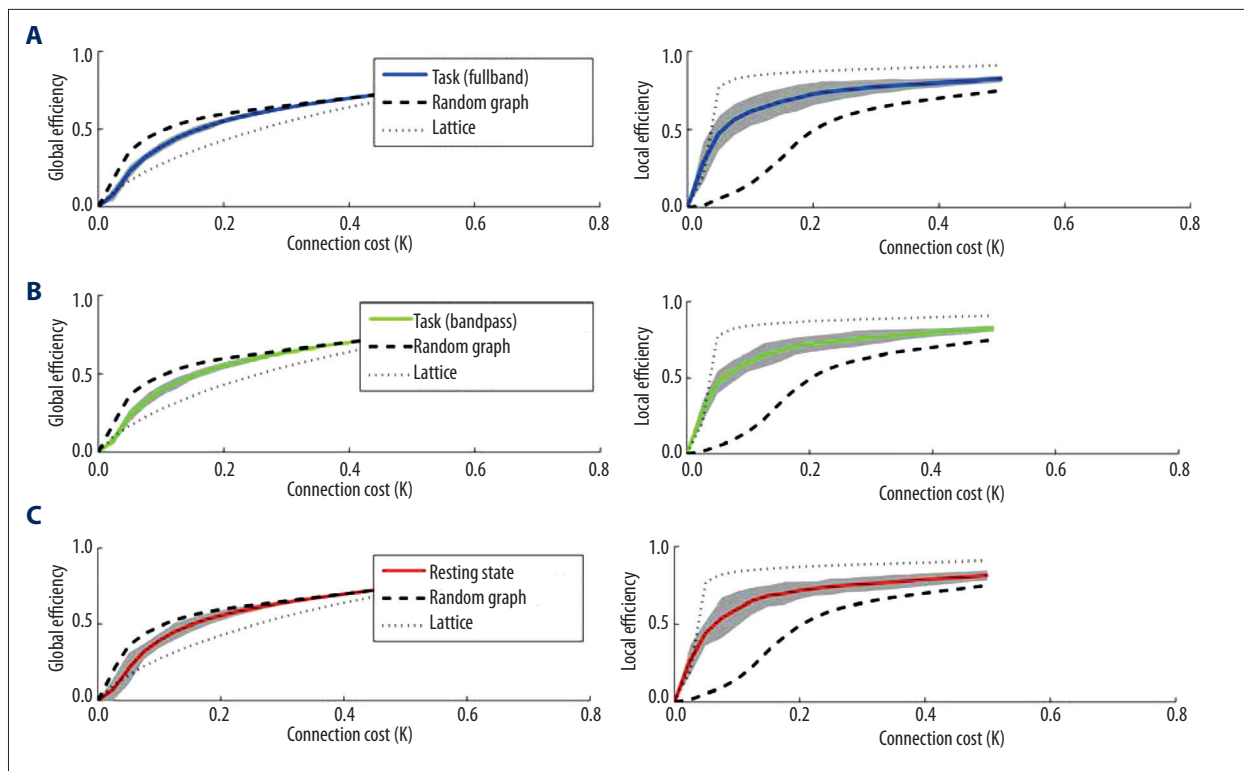 A
Global efficiency
1.0
0.5
0.0
0.0 0.2 0.4 0.6 0.8
Connection cost (K)
Task (fullband)
Random graph
Lattice
Local efficiency
1.0
0.5
0.0
0.0 0.2 0.4 0.6 0.8
Connection cost (K)
B
Global efficiency
1.0
0.5
0.0
0.0 0.2 0.4 0.6 0.8
Connection cost (K)
Task (bandpass)
Random graph
Lattice
Local efficiency
1.0
0.5
0.0
0.0 0.2 0.4 0.6 0.8
Connection cost (K)
C
Global efficiency
1.0
0.5
0.0
0.0 0.2 0.4 0.6 0.8
Connection cost (K)
Resting state
Random graph
Lattice
Local efficiency
1.0
0.5
0.0
0.0 0.2 0.4 0.6 0.8
Connection cost (K)